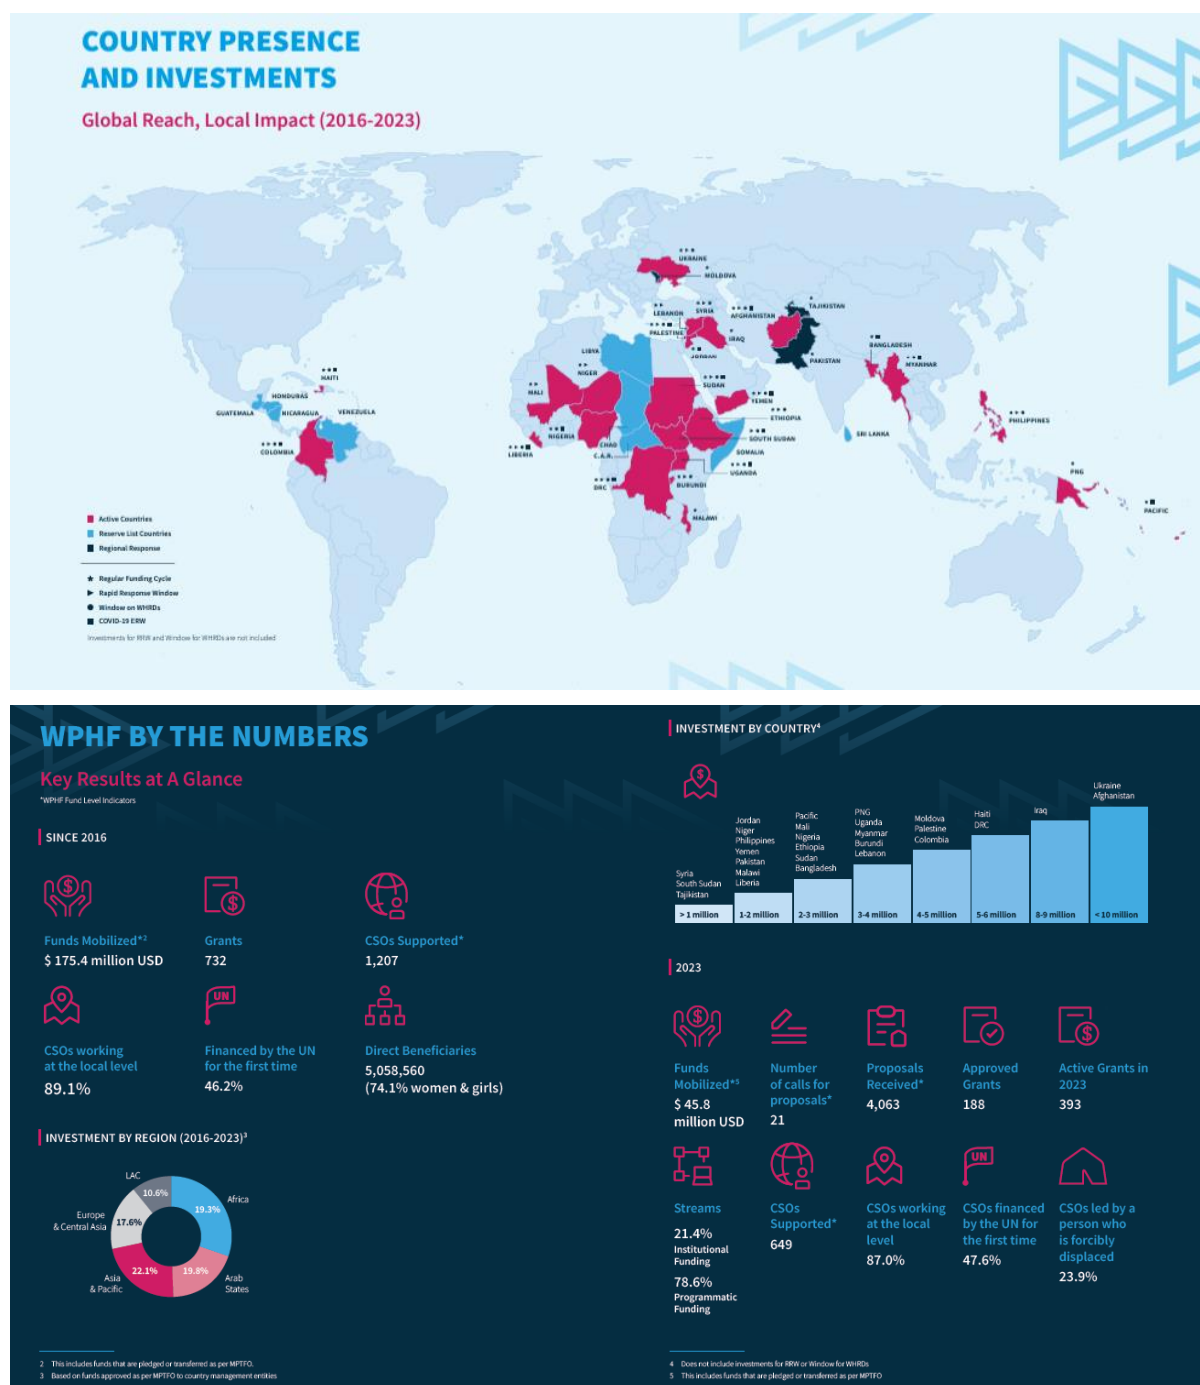 COUNTRY PRESENCE
AND INVESTMENTS
Global Reach, Local Impact (2016-2023)
UKRAINE
MOLDOVA
LEBANON
SYRIA
AFGHANISTAN
TAJIKISTAN
PALESTINE
IRAQ
JORDAN
PAKISTAN
BANGLADESH
MYANMAR
LIBYA
NIGER
MALI
SUDAN
YEMEN
ETHIOPIA
NIGERIA
CHAD
SOUTH SUDAN
LIBERIA
C.A.R.
SOMALIA
UGANDA
DRC
BURUNDI
MALAWI
SRI LANKA
PHILIPPINES
PNG
PACIFIC
HAITI
HONDURAS
GUATEMALA
NICARAGUA
VENEZUELA
COLOMBIA
Active Countries
Reserve List Countries
Regional Response
Regular Funding Cycle
Rapid Response Window
Window on WHRDs
COVID-19 ERW
Investments for RRW and Window for WHRDs are not included
WPHF BY THE NUMBERS
Key Results at A Glance
*WPHF Fund Level Indicators
SINCE 2016
Funds Mobilized*²
$ 175.4 million USD
Grants
732
CSOs Supported*
1,207
CSOs working
at the local level
89.1%
UN
Financed by the UN
for the first time
46.2%
Direct Beneficiaries
5,058,560
(74.1% women & girls)
INVESTMENT BY REGION (2016-2023)³
LAC
10.6%
Africa
19.3%
Europe
& Central Asia
17.6%
22.1%
19.8%
Asia
& Pacific
Arab
States
2 This includes funds that are pledged or transferred as per MPTFO.
3 Based on funds approved as per MPTFO to country management entities
INVESTMENT BY COUNTRY⁴
Syria
South Sudan
Tajikistan
> 1 million
Jordan
Niger
Philippines
Yemen
Pakistan
Malawi
Liberia
1-2 million
Pacific
Mali
Nigeria
Ethiopia
Sudan
Bangladesh
2-3 million
PNG
Uganda
Myanmar
Burundi
Lebanon
3-4 million
Moldova
Palestine
Colombia
4-5 million
Haiti
DRC
5-6 million
Iraq
8-9 million
Ukraine
Afghanistan
< 10 million
2023
Funds
Mobilized*⁵
$ 45.8
million USD
Number
of calls for
proposals*
21
Proposals
Received*
4,063
Approved
Grants
188
Active Grants in
2023
393
Streams
21.4%
Institutional
Funding
78.6%
Programmatic
Funding
CSOs
Supported*
649
CSOs working
at the local
level
87.0%
UN
CSOs financed
by the UN for
the first time
47.6%
CSOs led by a
person who
is forcibly
displaced
23.9%
4 Does not include investments for RRW or Window for WHRDs
5 This includes funds that are pledged or transferred as per MPTFO